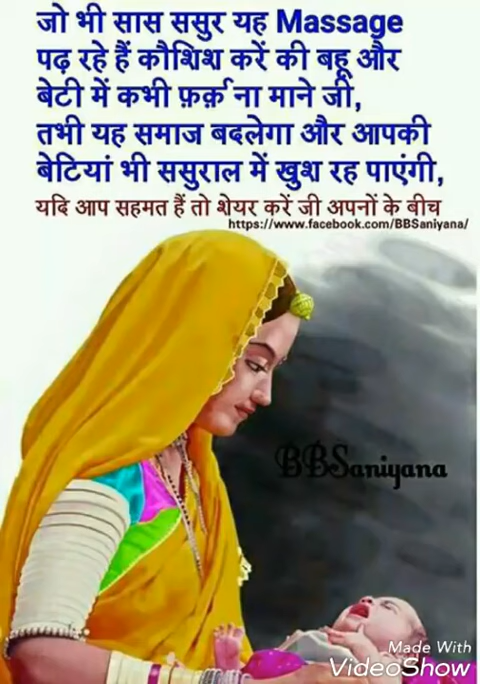 जो भी सास ससुर यह Massage
पढ़ रहे हैं कौशिश करें की बहू और
बेटी में कभी फ़र्क़ ना माने जी,
तभी यह समाज बदलेगा और आपकी
बेटियां भी ससुराल में खुश रह पाएंगी,
यदि आप सहमत हैं तो शेयर करें जी अपनों के बीच
https://www.facebook.com/BBSaniyana/
BBSaniyana
Made With
VideoShow